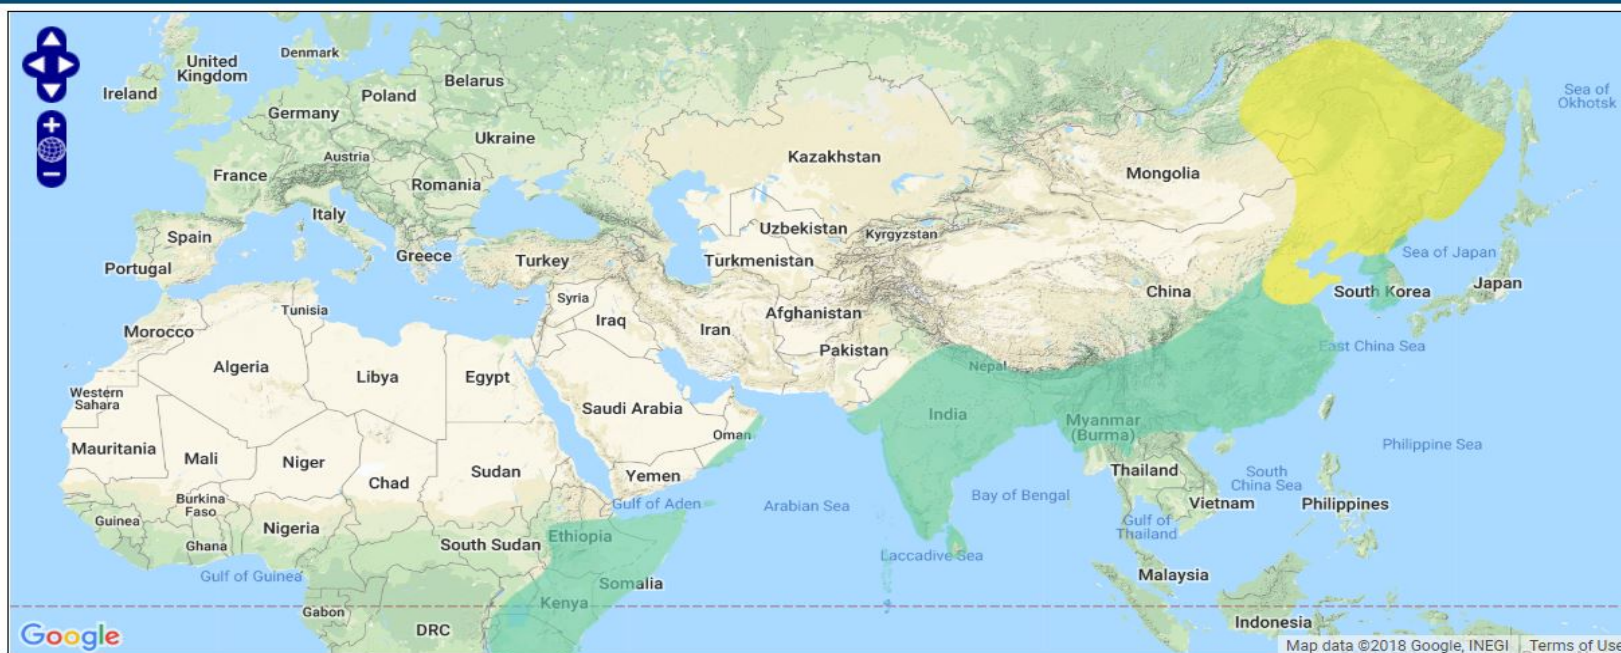 Denmark
United
Kingdom
Ireland
Belarus
Poland
Germany
Sea of
Okhotsk
Ukraine
Austria
France
Kazakhstan
Mongolia
Romania
Italy
Spain
Uzbekistan
Kyrgyzstan
Greece
Turkey
Turkmenistan
Portugal
Sea of Japan
Syria
China
South Korea
Japan
Tunisia
Morocco
Iraq
Iran
Afghanistan
Pakistan
East China Sea
Algeria
Libya
Egypt
Nepal
Western
Sahara
Saudi Arabia
India
Myanmar
(Burma)
Oman
Mauritania
Mali
Niger
Chad
Sudan
Yemen
Thailand
Philippine Sea
South
China Sea
Burkina
Faso
Guinea
Nigeria
Gulf of Aden
Arabian Sea
Bay of Bengal
Vietnam
Philippines
Ghana
South Sudan
Ethiopia
Gulf of
Thailand
Laccadive Sea
Gulf of Guinea
Somalia
Malaysia
Gabon
Kenya
DRC
Indonesia
Google
Map data ©2018 Google, INEGI
Terms of Use